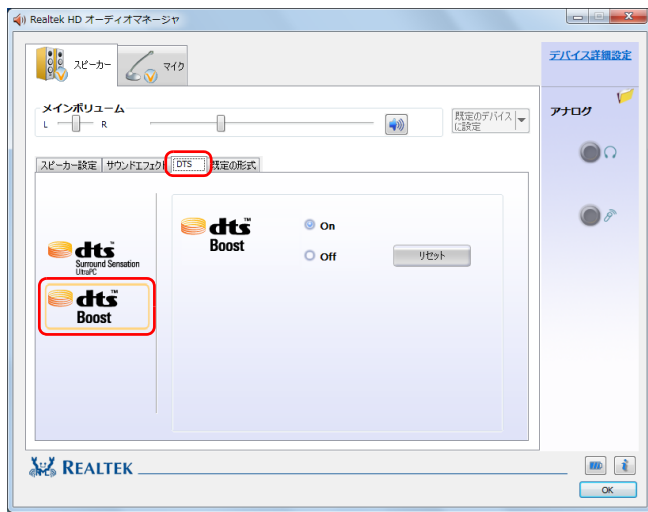 Realtek HD オーディオマネージャ
スピーカー
マイク
デバイス詳細設定
メインボリューム
L R
既定のデバイス
に設定
アナログ
スピーカー設定 サウンドエフェクト DTS 既定の形式
dts™
Surround Sensation
UltraPC
dts™
Boost
dts™
Boost
On
Off
リセット
REALTEK
OK